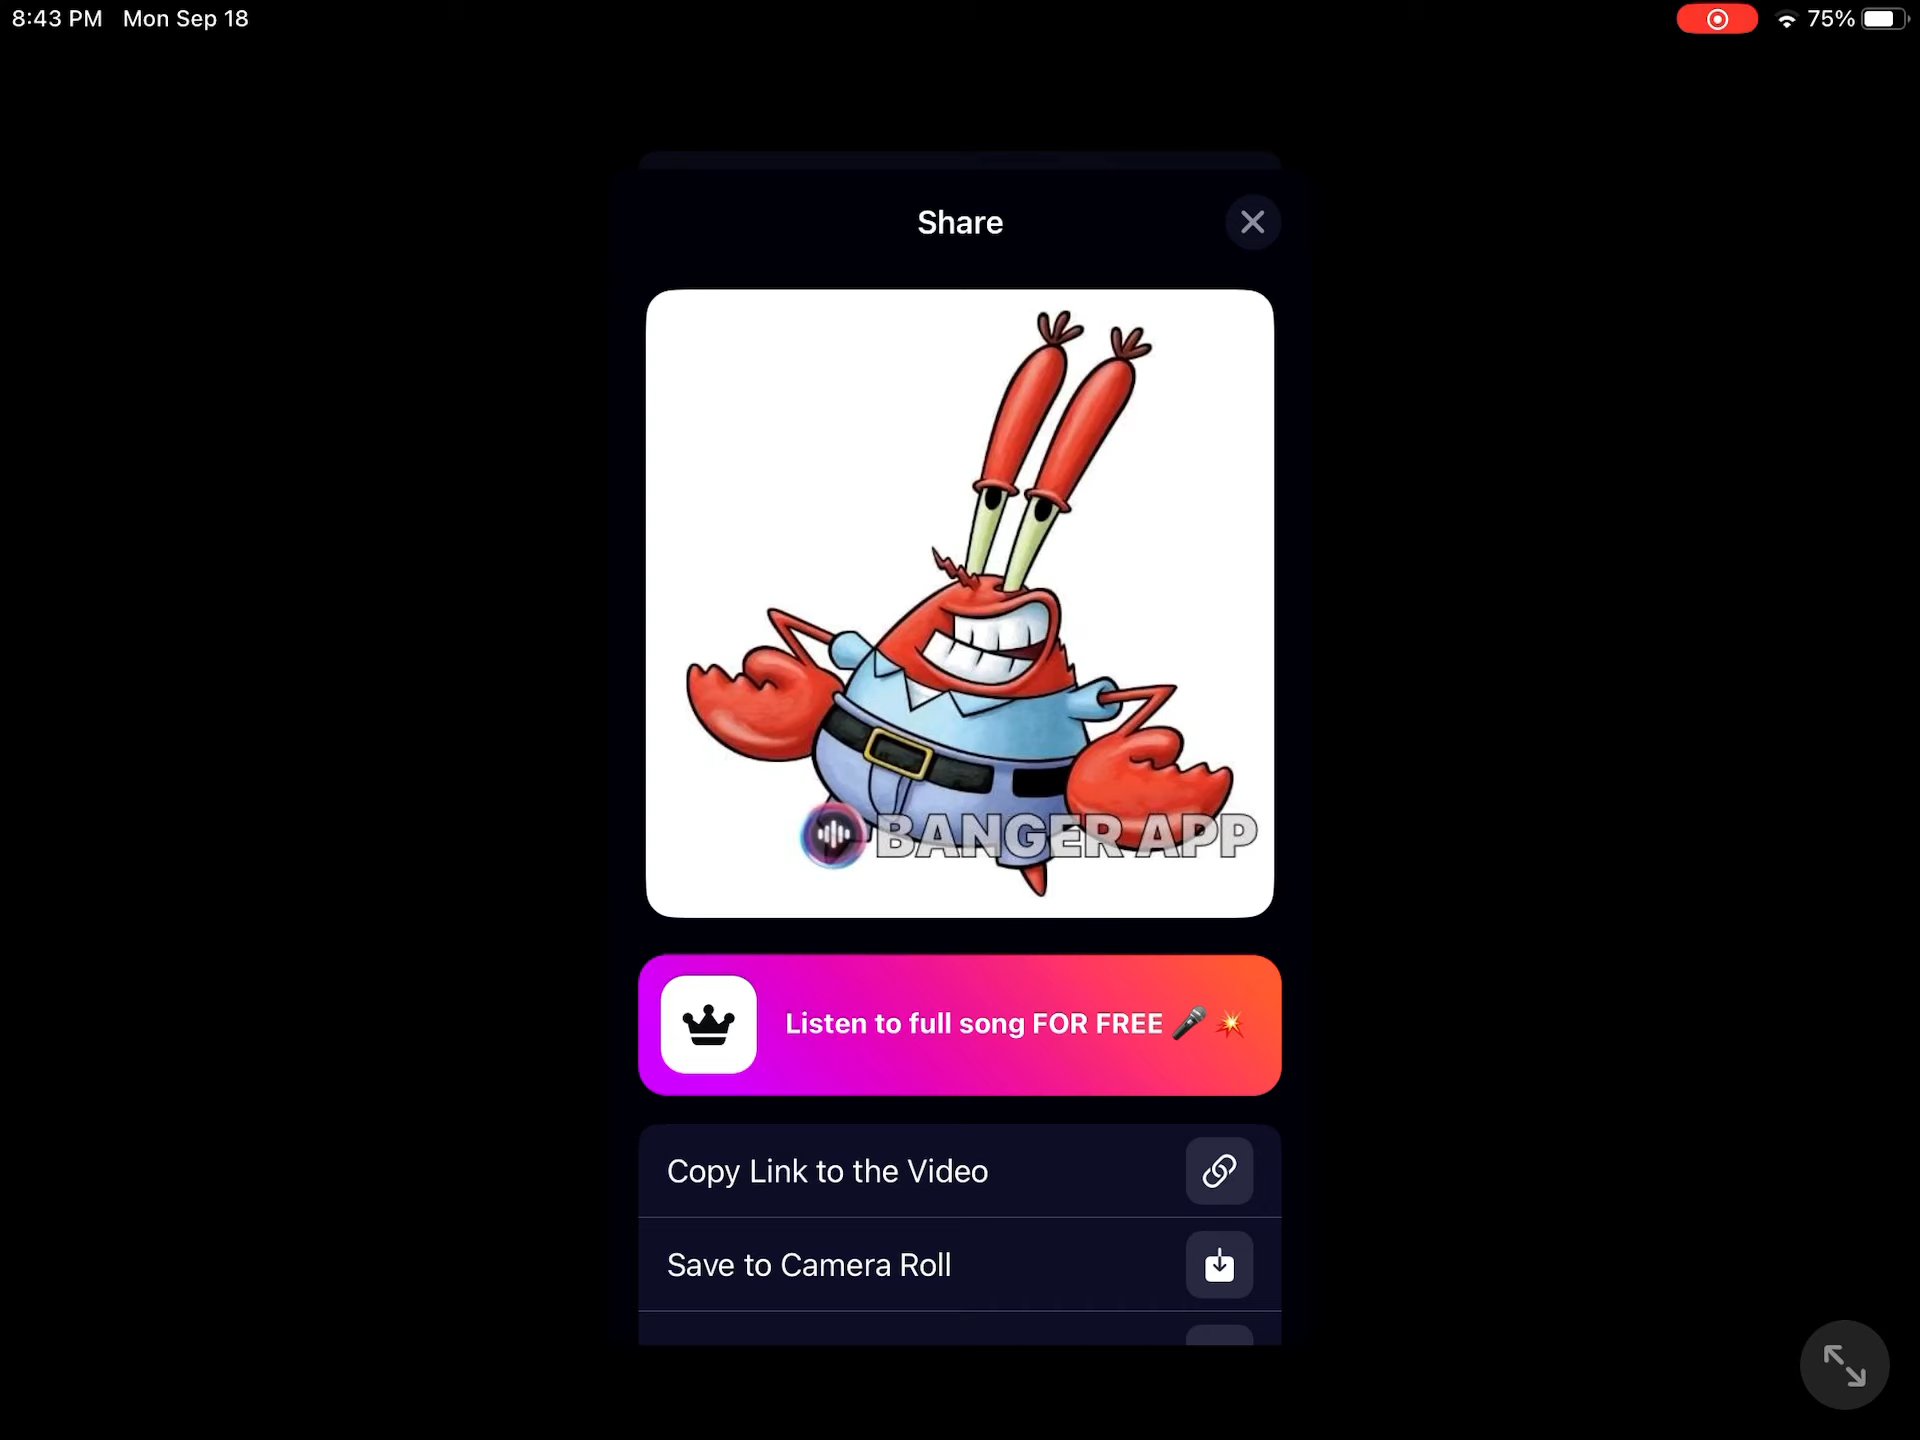 8:43 PM Mon Sep 18
75%
Share
BANGER APP
Listen to full song FOR FREE 🎤 💥
Copy Link to the Video
Save to Camera Roll